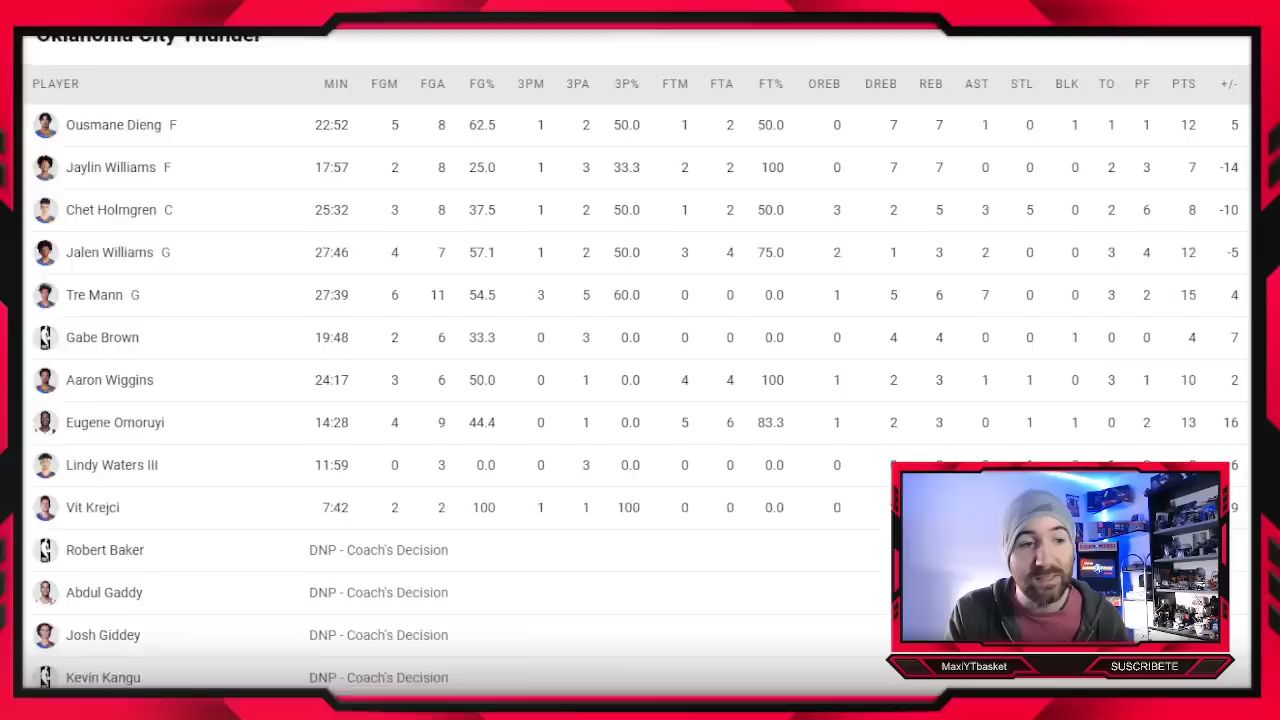 Oklahoma City Thunder
PLAYER MIN FGM FGA FG% 3PM 3PA 3P% FTM FTA FT% OREB DREB REB AST STL BLK TO PF PTS +/-
Ousmane Dieng F 22:52 5 8 62.5 1 2 50.0 1 2 50.0 0 7 7 1 0 1 1 1 12 5
Jaylin Williams F 17:57 2 8 25.0 1 3 33.3 2 2 100 0 7 7 0 0 0 2 3 7 -14
Chet Holmgren C 25:32 3 8 37.5 1 2 50.0 1 2 50.0 3 2 5 3 5 0 2 6 8 -10
Jalen Williams G 27:46 4 7 57.1 1 2 50.0 3 4 75.0 2 1 3 2 0 0 3 4 12 -5
Tre Mann G 27:39 6 11 54.5 3 5 60.0 0 0 0.0 1 5 6 7 0 0 3 2 15 4
Gabe Brown 19:48 2 6 33.3 0 3 0.0 0 0 0.0 0 4 4 0 0 1 0 0 4 7
Aaron Wiggins 24:17 3 6 50.0 0 1 0.0 4 4 100 1 2 3 1 1 0 3 1 10 2
Eugene Omoruyi 14:28 4 9 44.4 0 1 0.0 5 6 83.3 1 2 3 0 1 1 0 2 13 16
Lindy Waters III 11:59 0 3 0.0 0 3 0.0 0 0 0.0 0 6
Vit Krejci 7:42 2 2 100 1 1 100 0 0 0.0 0 9
Robert Baker DNP - Coach's Decision
Abdul Gaddy DNP - Coach's Decision
Josh Giddey DNP - Coach's Decision
Kevin Kangu DNP - Coach's Decision
MaxiYTbasket SUSCRIBETE